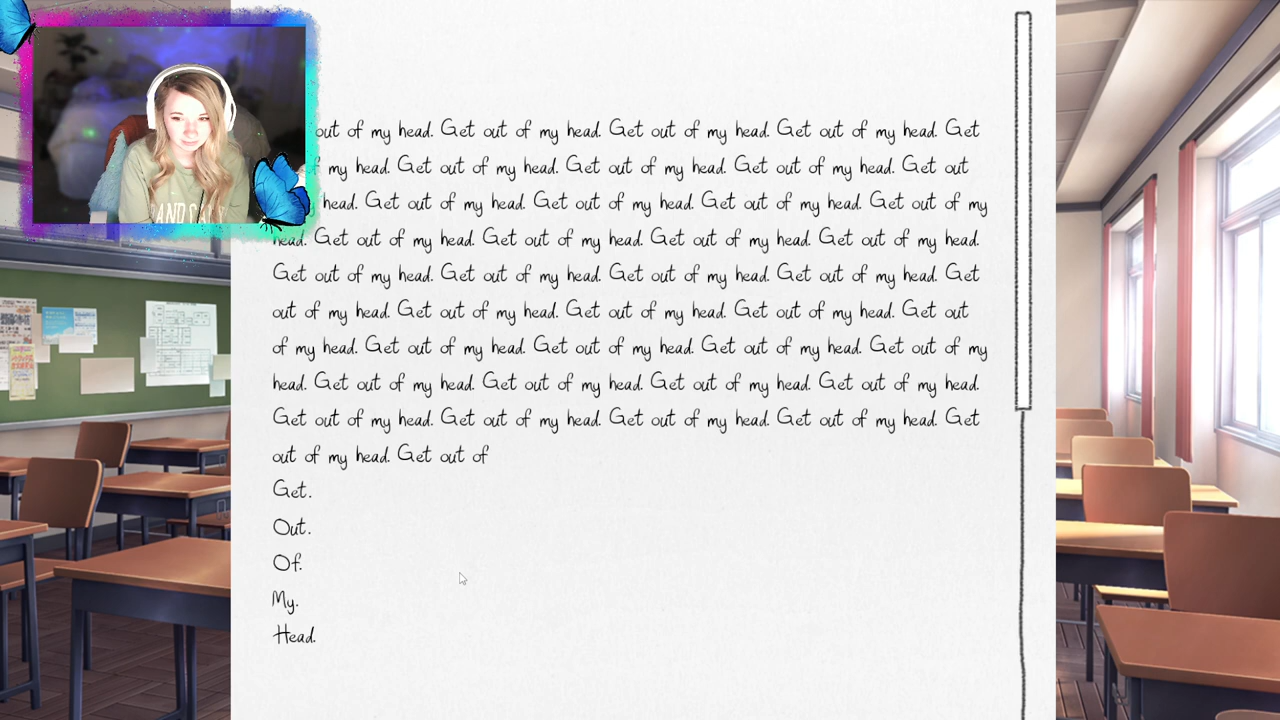 out of my head. Get out of my head. Get out of my head. Get out of my head. Get
my head. Get out of my head. Get out of my head. Get out of my head. Get out
head. Get out of my head. Get out of my head. Get out of my head. Get out of my
head. Get out of my head. Get out of my head. Get out of my head. Get out of my head.
Get out of my head. Get out of my head. Get out of my head. Get out of my head. Get
out of my head. Get out of my head. Get out of my head. Get out of my head. Get out
of my head. Get out of my head. Get out of my head. Get out of my head. Get out of my
head. Get out of my head. Get out of my head. Get out of my head. Get out of my head.
Get out of my head. Get out of my head. Get out of my head. Get out of my head. Get
out of my head. Get out of
Get.
Out.
Of.
My.
Head.